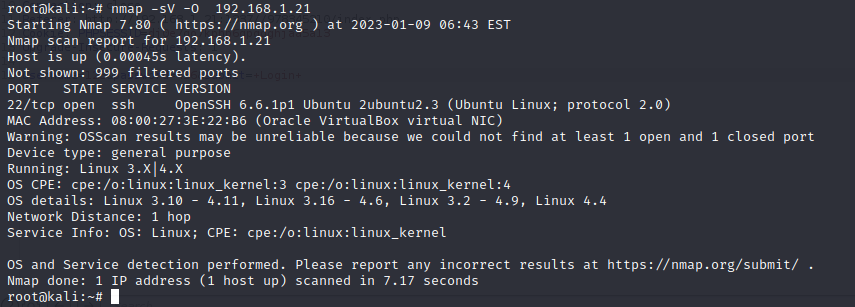 root@kali:~# nmap -sV -O  192.168.1.21
Starting Nmap 7.80 ( https://nmap.org ) at 2023-01-09 06:43 EDT
Nmap scan report for 192.168.1.21
Host is up (0.00045s latency).
Not shown: 999 filtered ports
PORT   STATE SERVICE VERSION
22/tcp open  ssh     OpenSSH 6.6.1p1 Ubuntu 2ubuntu2.3 (Ubuntu Linux; protocol 2.0)
MAC Address: 08:00:27:3E:22:B6 (Oracle VirtualBox virtual NIC)
Warning: OSScan results may be unreliable because we could not find at least 1 open and 1 closed port
Device type: general purpose
Running: Linux 3.X|4.X
OS CPE: cpe:/o:linux:linux_kernel:3 cpe:/o:linux:linux_kernel:4
OS details: Linux 3.10 - 4.11, Linux 3.16 - 4.6, Linux 3.2 - 4.9, Linux 4.4
Network Distance: 1 hop
Service Info: OS: Linux; CPE: cpe:/o:linux:linux_kernel

OS and Service detection performed. Please report any incorrect results at https://nmap.org/submit/ .
Nmap done: 1 IP address (1 host up) scanned in 7.17 seconds
root@kali:~#